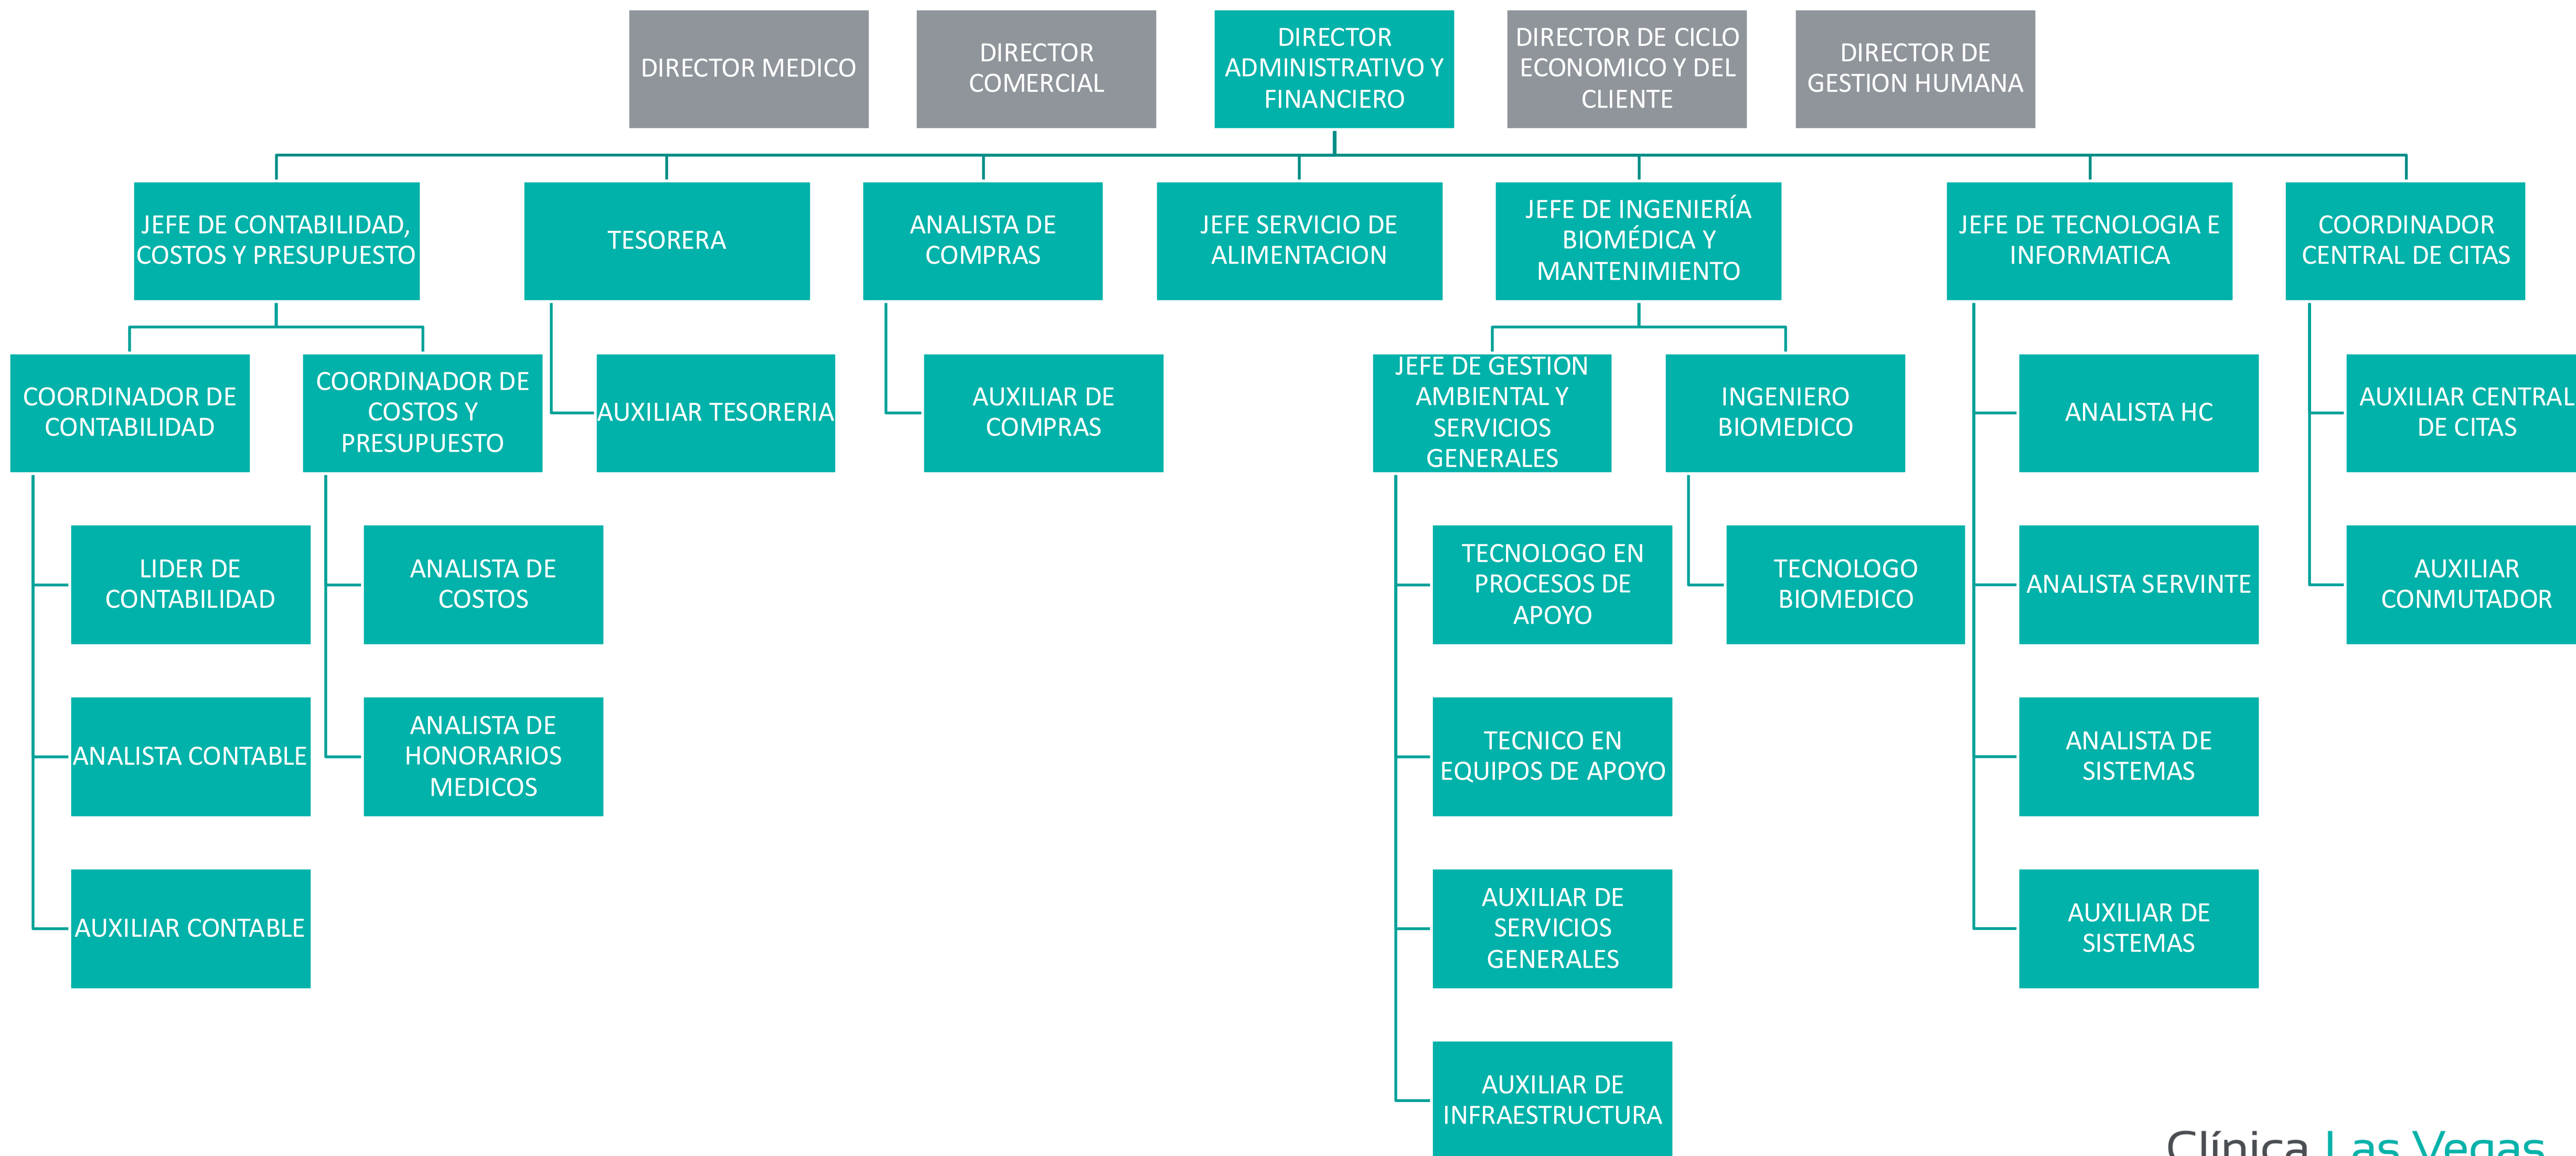 DIRECTOR MEDICO
DIRECTOR
COMERCIAL
DIRECTOR
ADMINISTRATIVO Y
FINANCIERO
DIRECTOR DE CICLO
ECONOMICO Y DEL
CLIENTE
DIRECTOR DE
GESTION HUMANA
JEFE DE CONTABILIDAD,
COSTOS Y PRESUPUESTO
TESORERA
ANALISTA DE
COMPRAS
JEFE SERVICIO DE
ALIMENTACION
JEFE DE INGENIERÍA
BIOMÉDICA Y
MANTENIMIENTO
JEFE DE TECNOLOGIA E
INFORMATICA
COORDINADOR
CENTRAL DE CITAS
COORDINADOR DE
CONTABILIDAD
COORDINADOR DE
COSTOS Y
PRESUPUESTO
AUXILIAR TESORERIA
AUXILIAR DE
COMPRAS
JEFE DE GESTION
AMBIENTAL Y
SERVICIOS
GENERALES
INGENIERO
BIOMEDICO
ANALISTA HC
AUXILIAR CENTRAL
DE CITAS
LIDER DE
CONTABILIDAD
ANALISTA DE
COSTOS
TECNOLOGO EN
PROCESOS DE
APOYO
TECNOLOGO
BIOMEDICO
ANALISTA SERVINTE
AUXILIAR
CONMUTADOR
ANALISTA CONTABLE
ANALISTA DE
HONORARIOS
MEDICOS
TECNICO EN
EQUIPOS DE APOYO
ANALISTA DE
SISTEMAS
AUXILIAR CONTABLE
AUXILIAR DE
SERVICIOS
GENERALES
AUXILIAR DE
SISTEMAS
AUXILIAR DE
INFRAESTRUCTURA
Clínica Las Vegas